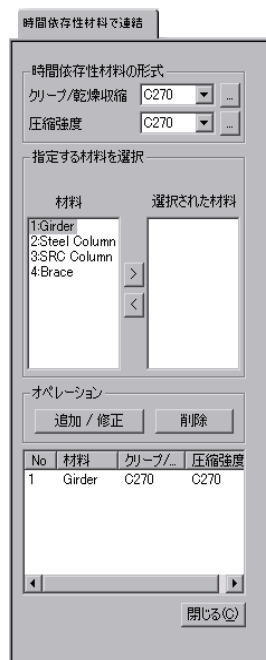 時間依存性材料で連結
時間依存性材料の形式
クリープ/乾燥収縮 C270 ...
圧縮強度 C270 ...
指定する材料を選択
材料 選択された材料
1:Girder
2:Steel Column
3:SRC Column
4:Brace
>
<
オペレーション
追加 / 修正 削除
No 材料 クリープ/... 圧縮強度
1 Girder C270 C270
閉じる(C)